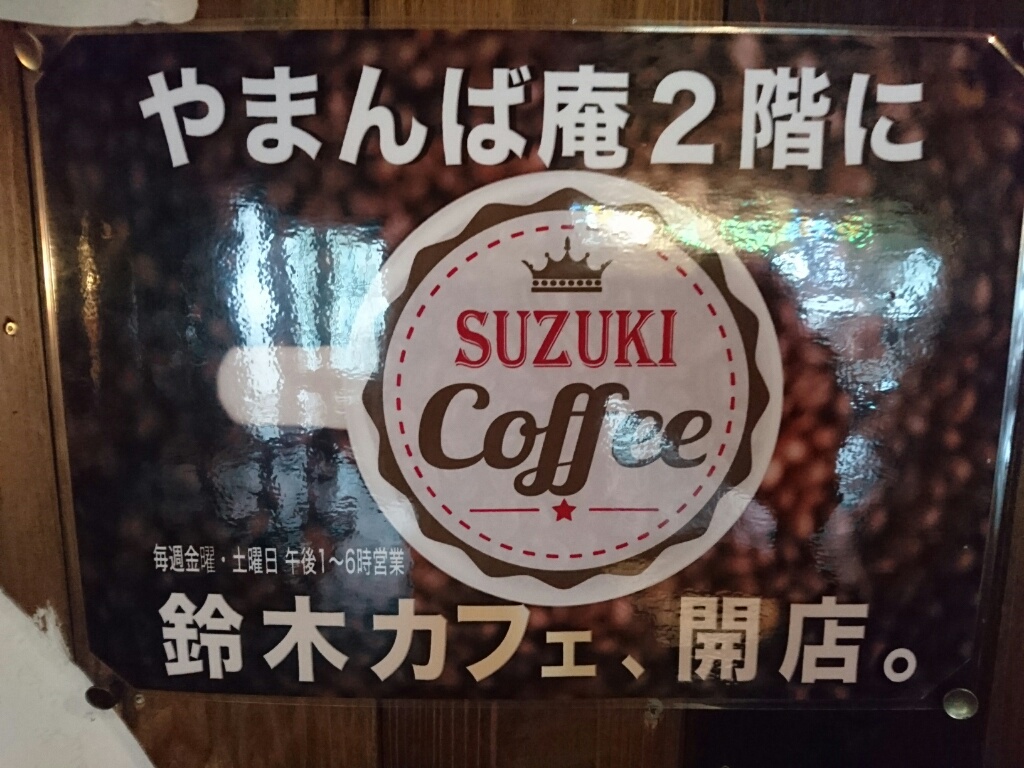 やまんば庵2階に
SUZUKI
Coffee
毎週金曜・土曜日 午後1〜6時営業
鈴木カフェ、開店。